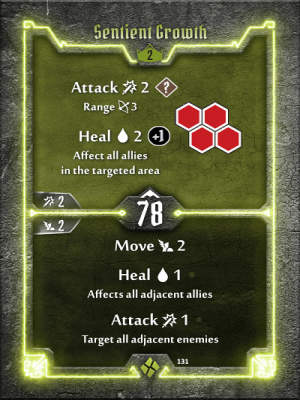 Sentient Growth
2
Attack 2 ?
Range 3
Heal 2 +1
Affect all allies
in the targeted area
2
78
2
Move 2
Heal 1
Affects all adjacent allies
Attack 1
Target all adjacent enemies
131